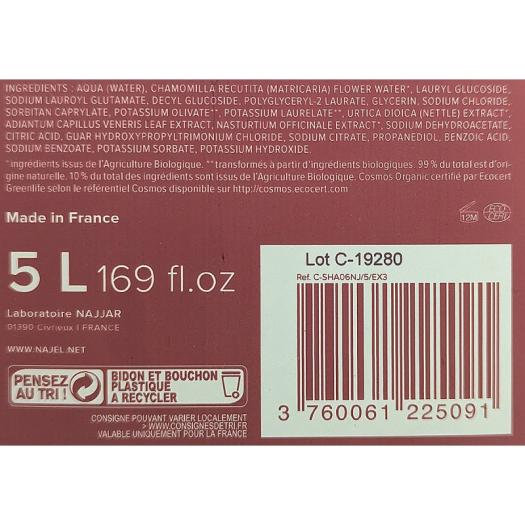 INGREDIENTS : AQUA (WATER), CHAMOMILLA RECUTITA (MATRICARIA) FLOWER WATER*, LAURYL GLUCOSIDE,
SODIUM LAUROYL GLUTAMATE, DECYL GLUCOSIDE, POLYGLYCERYL-2 LAURATE, GLYCERIN, SODIUM CHLORIDE,
SORBITAN CAPRYLATE, POTASSIUM OLIVATE**, POTASSIUM LAURELATE**, URTICA DIOICA (NETTLE) EXTRACT*,
ADIANTUM CAPILLUS VENERIS LEAF EXTRACT, NASTURTIUM OFFICINALE EXTRACT*, SODIUM DEHYDROACETATE,
CITRIC ACID, GUAR HYDROXYPROPYLTRIMONIUM CHLORIDE, SODIUM CITRATE, PROPANEDIOL, BENZOIC ACID,
SODIUM BENZOATE, POTASSIUM SORBATE, POTASSIUM HYDROXIDE.
*ingrédients issus de l'Agriculture Biologique. **transformés à partir d'ingrédients biologiques. 99 % du total est d'ori-
gine naturelle. 10 % du total des ingrédients sont issus de l'Agriculture Biologique. Cosmos Organic certifié par Ecocert
Greenlife selon le référentiel Cosmos disponible sur http://cosmos.ecocert.com
Made in France
12M
ECO
CERT
5 L 169 fl.oz
Laboratoire NAJJAR
01390 Civrieux I FRANCE
WWW.NAJEL.NET
Lot C-19280
Ref. C-SHA06NJ/5/EX3
3 760061 225091
PENSEZ
AU TRI !
BIDON ET BOUCHON
PLASTIQUE
À RECYCLER
CONSIGNE POUVANT VARIER LOCALEMENT
> WWW.CONSIGNESDETRI.FR
VALABLE UNIQUEMENT POUR LA FRANCE